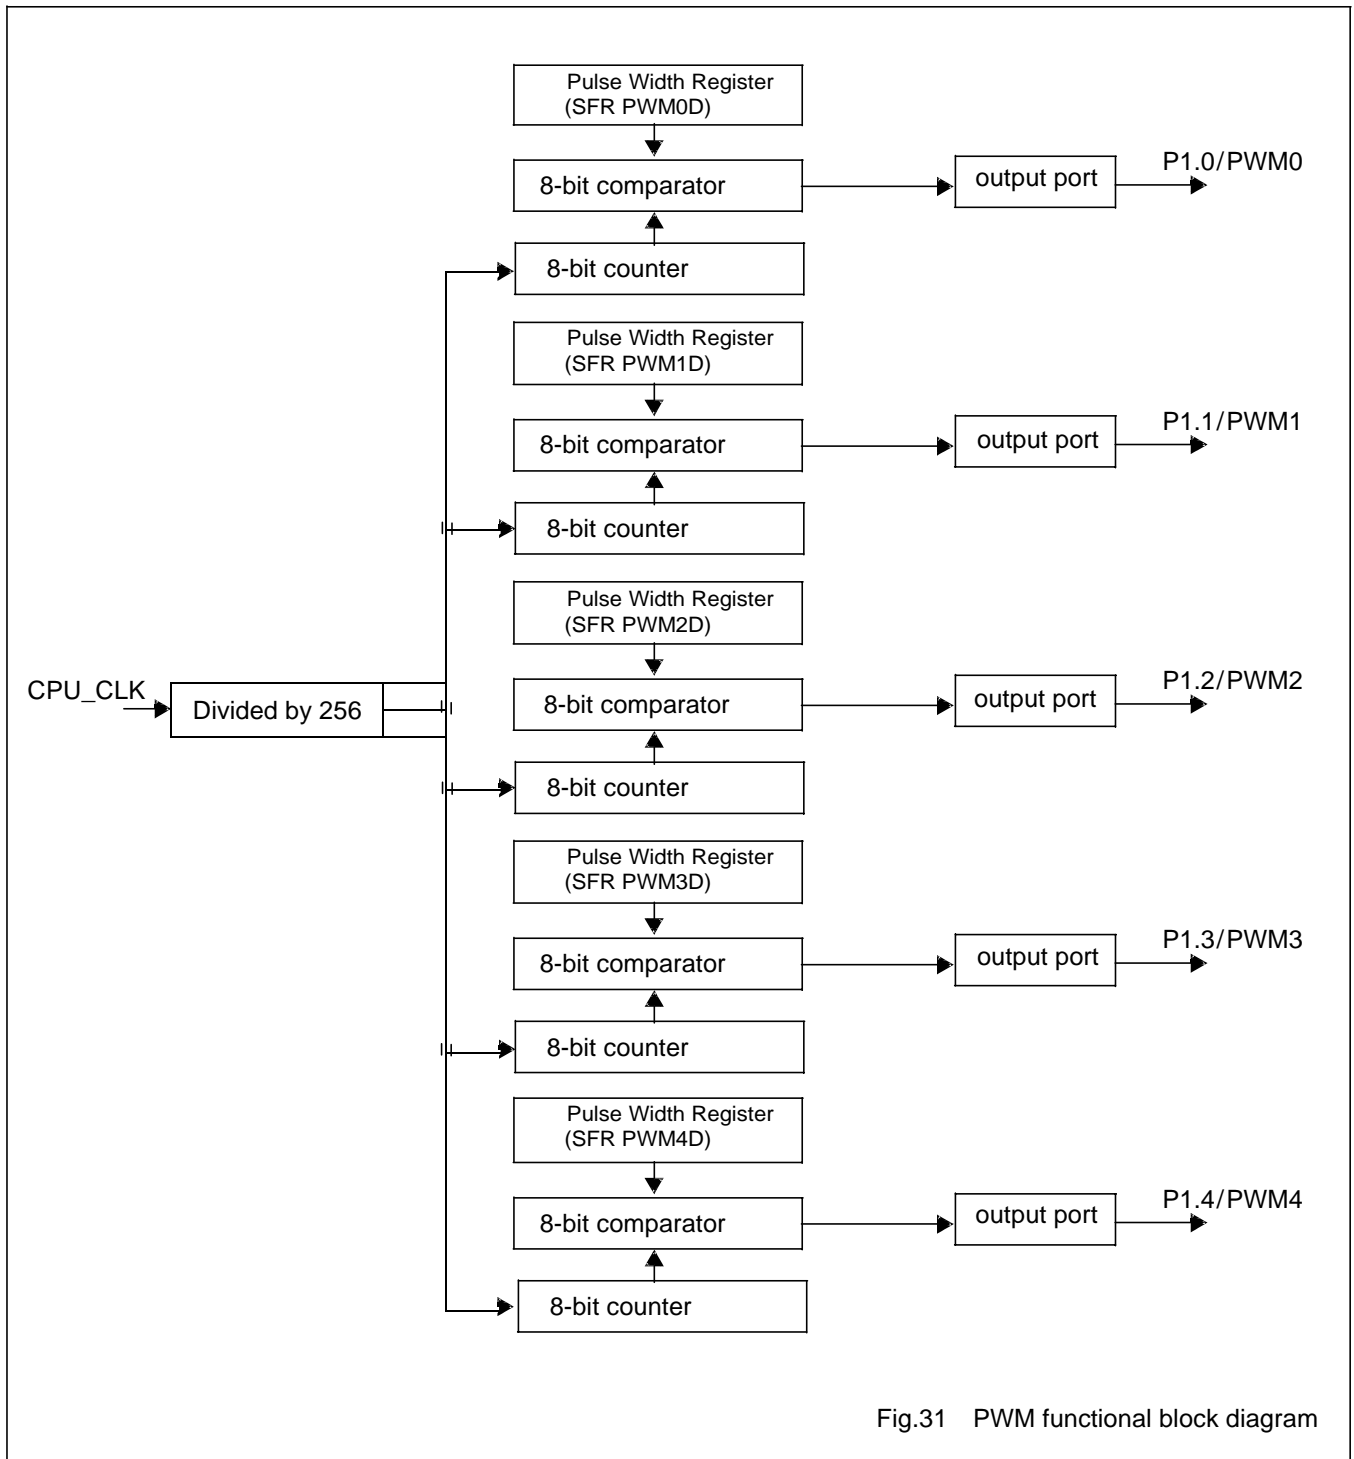 Pulse Width Register
(SFR PWM0D)
8-bit comparator
output port
P1.0/PWM0
8-bit counter
Pulse Width Register
(SFR PWM1D)
8-bit comparator
output port
P1.1/PWM1
8-bit counter
Pulse Width Register
(SFR PWM2D)
CPU_CLK
Divided by 256
8-bit comparator
output port
P1.2/PWM2
8-bit counter
Pulse Width Register
(SFR PWM3D)
8-bit comparator
output port
P1.3/PWM3
8-bit counter
Pulse Width Register
(SFR PWM4D)
8-bit comparator
output port
P1.4/PWM4
8-bit counter
Fig.31 PWM functional block diagram